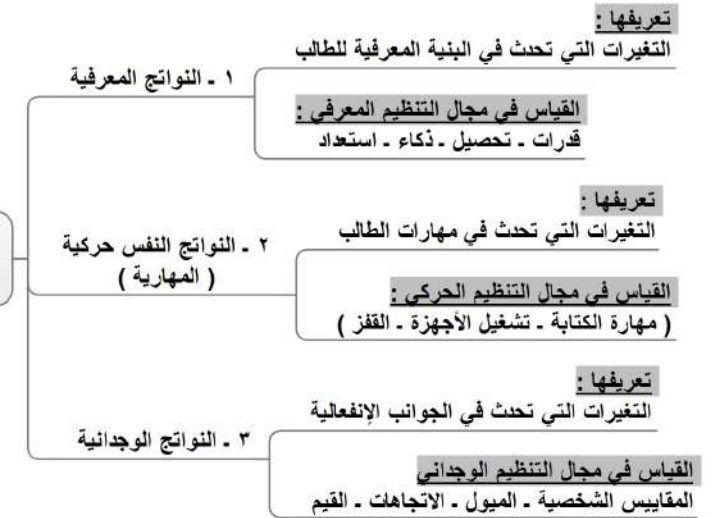 ١ - النواتج المعرفية
تعريفها :
التغيرات التي تحدث في البنية المعرفية للطالب
القياس في مجال التنظيم المعرفي :
قدرات - تحصيل - ذكاء - استعداد
٢ - النواتج النفس حركية
( المهارية )
تعريفها :
التغيرات التي تحدث في مهارات الطالب
القياس في مجال التنظيم الحركي :
( مهارة الكتابة - تشغيل الأجهزة - القفز )
٣ - النواتج الوجدانية
تعريفها :
التغيرات التي تحدث في الجوانب الإنفعالية
القياس في مجال التنظيم الوجداني
المقاييس الشخصية - الميول - الاتجاهات - القيم